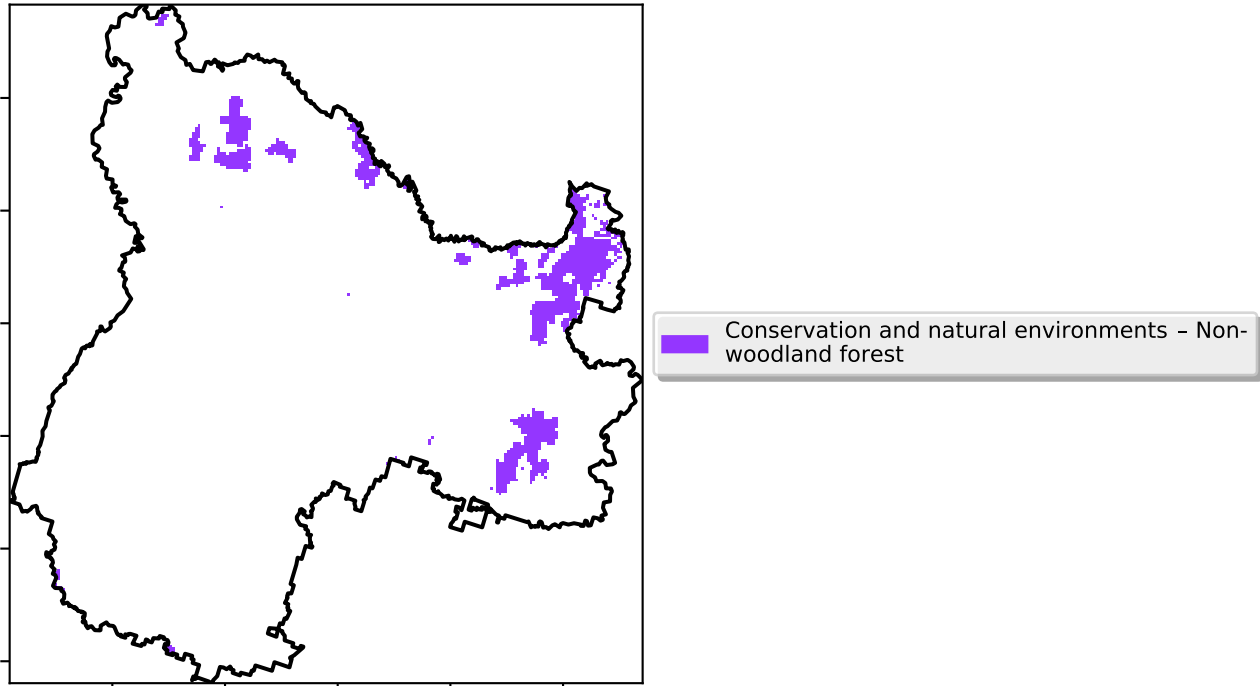 Conservation and natural environments – Non-
woodland forest